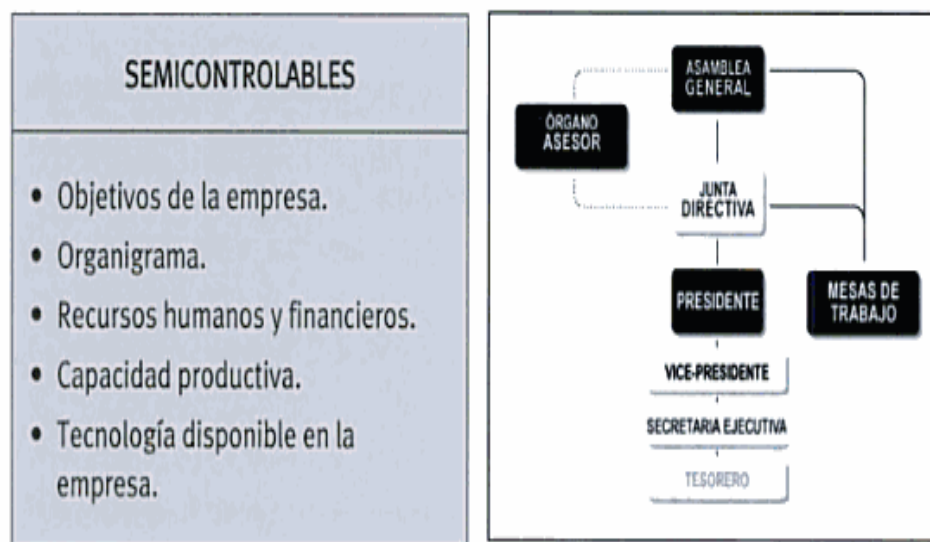 SEMICONTROLABLES
• Objetivos de la empresa.
• Organigrama.
• Recursos humanos y financieros.
• Capacidad productiva.
• Tecnología disponible en la
empresa.
ASAMBLEA
GENERAL
ÓRGANO
ASESOR
JUNTA
DIRECTIVA
PRESIDENTE
MESAS DE
TRABAJO
VICE-PRESIDENTE
SECRETARIA EJECUTIVA
TESORERO